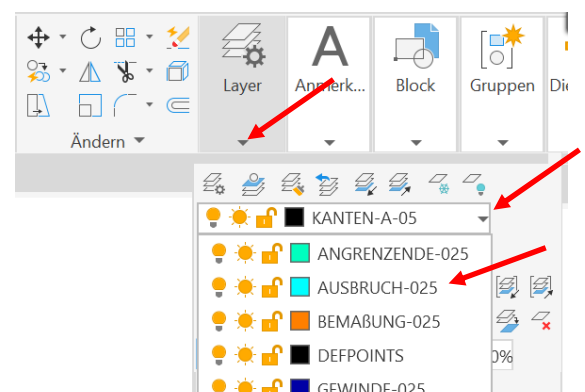 Layer
Anmerk...
Block
Gruppen
Ändern
KANTEN-A-05
ANGRENZENDE-025
AUSBRUCH-025
BEMAßUNG-025
DEFPOINTS
GEWINDE-025